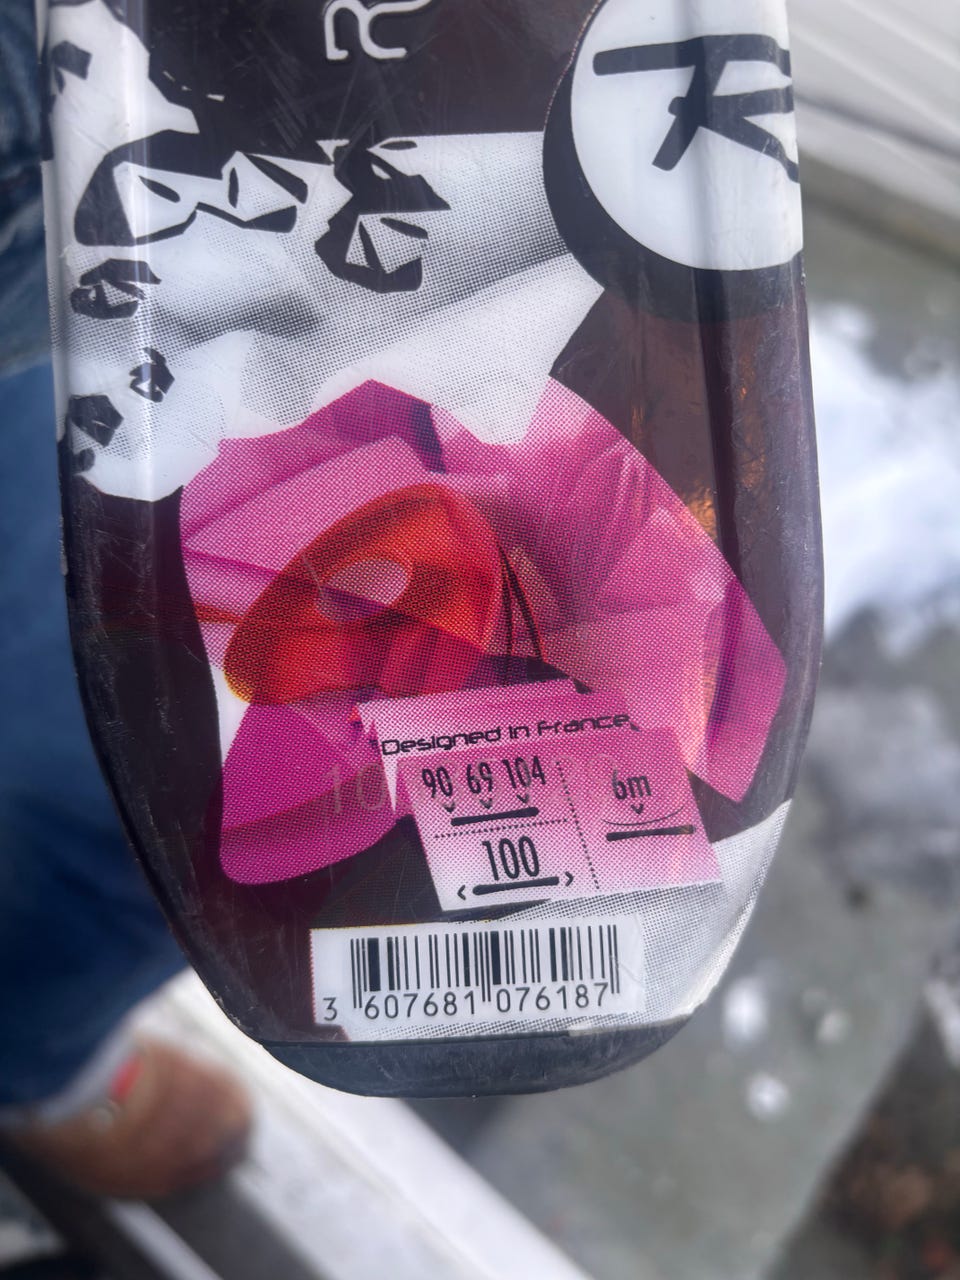 R
Designed in France
90 69 104
6m
100
3 607681 076187